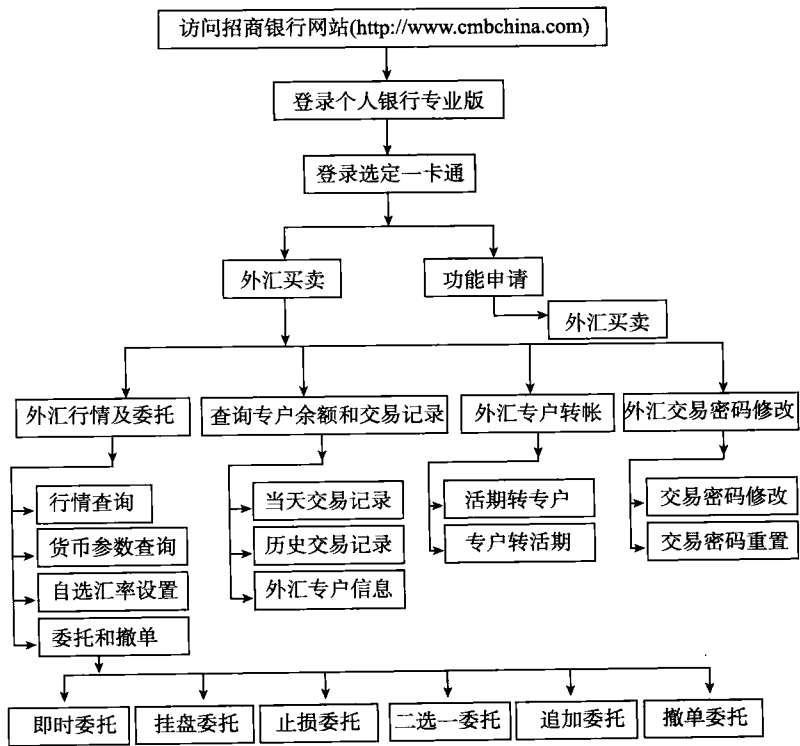 访问招商银行网站(http://www.cmbchina.com)
登录个人银行专业版
登录选定一卡通
外汇买卖
功能申请
外汇买卖
外汇行情及委托
查询专户余额和交易记录
外汇专户转帐
外汇交易密码修改
行情查询
货币参数查询
自选汇率设置
委托和撤单
当天交易记录
历史交易记录
外汇专户信息
活期转专户
专户转活期
交易密码修改
交易密码重置
即时委托
挂盘委托
止损委托
二选一委托
追加委托
撤单委托